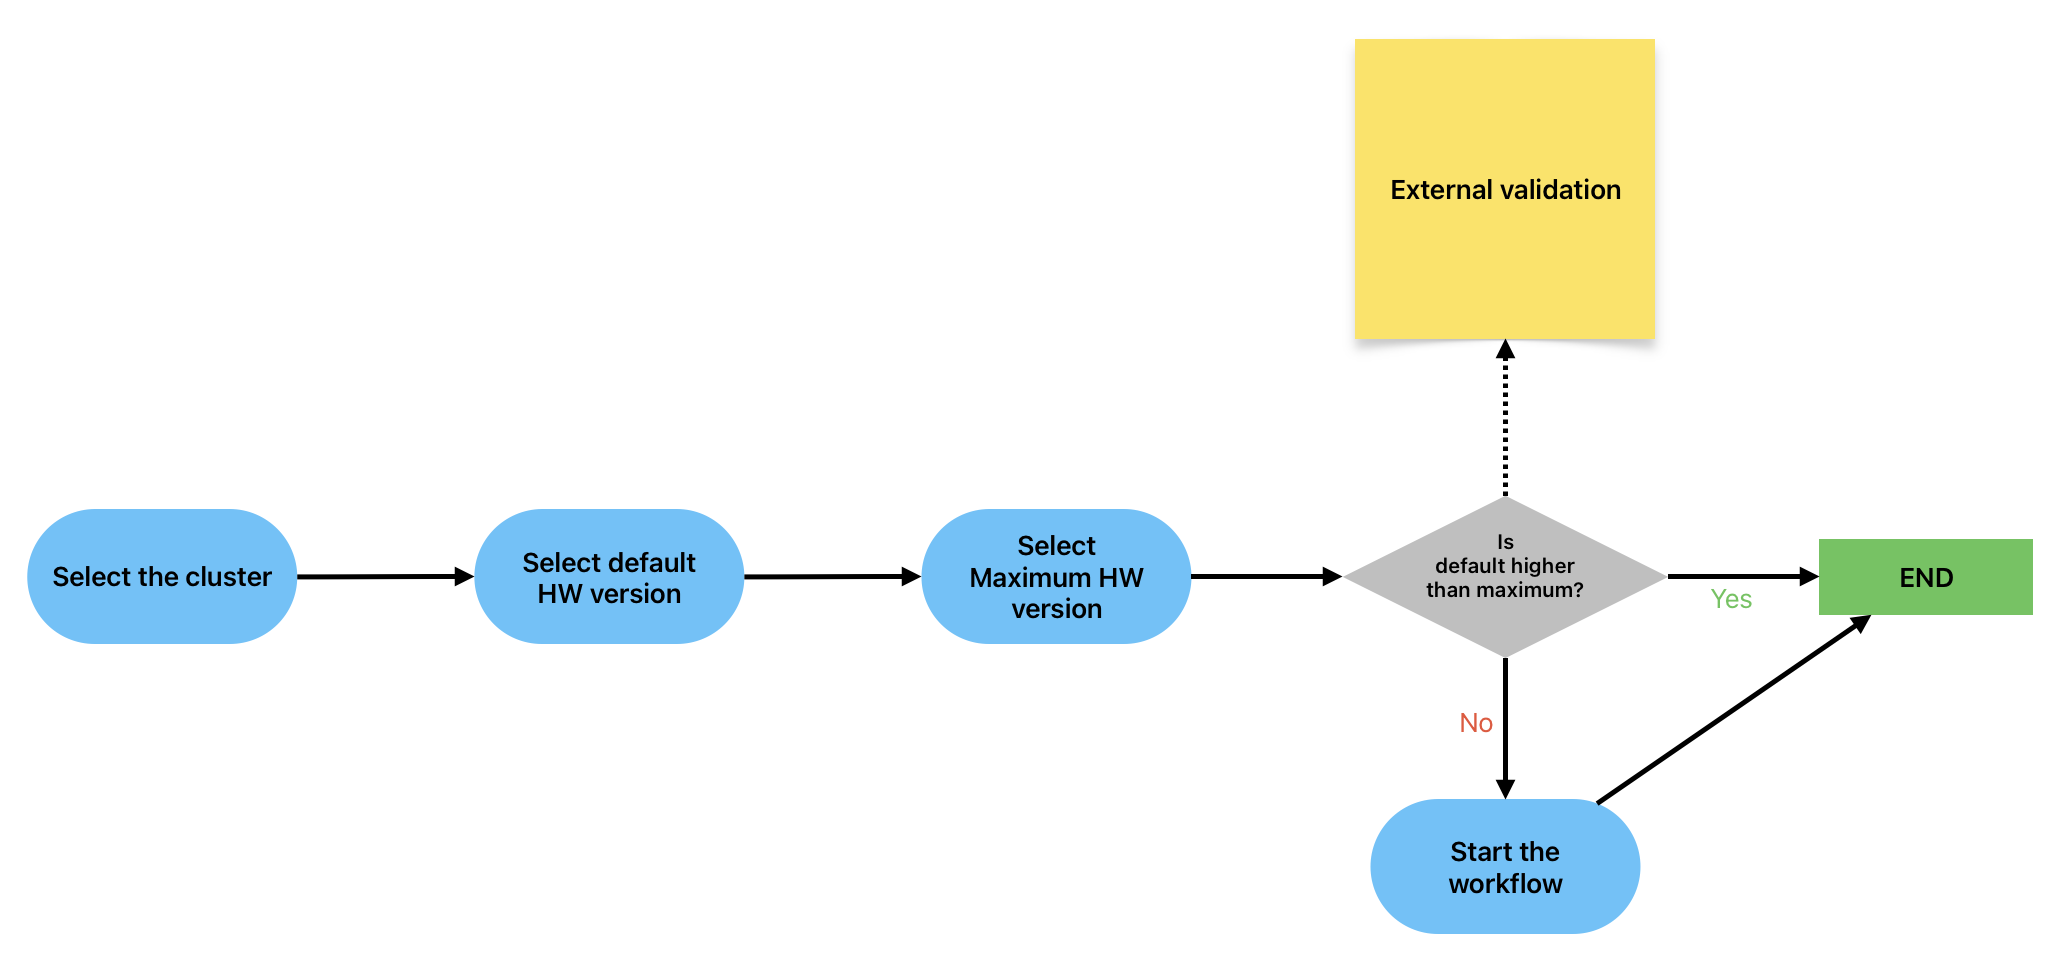 External validation
Select the cluster
Select default
HW version
Select
Maximum HW
version
Is
default higher
than maximum?
Yes
END
No
Start the
workflow